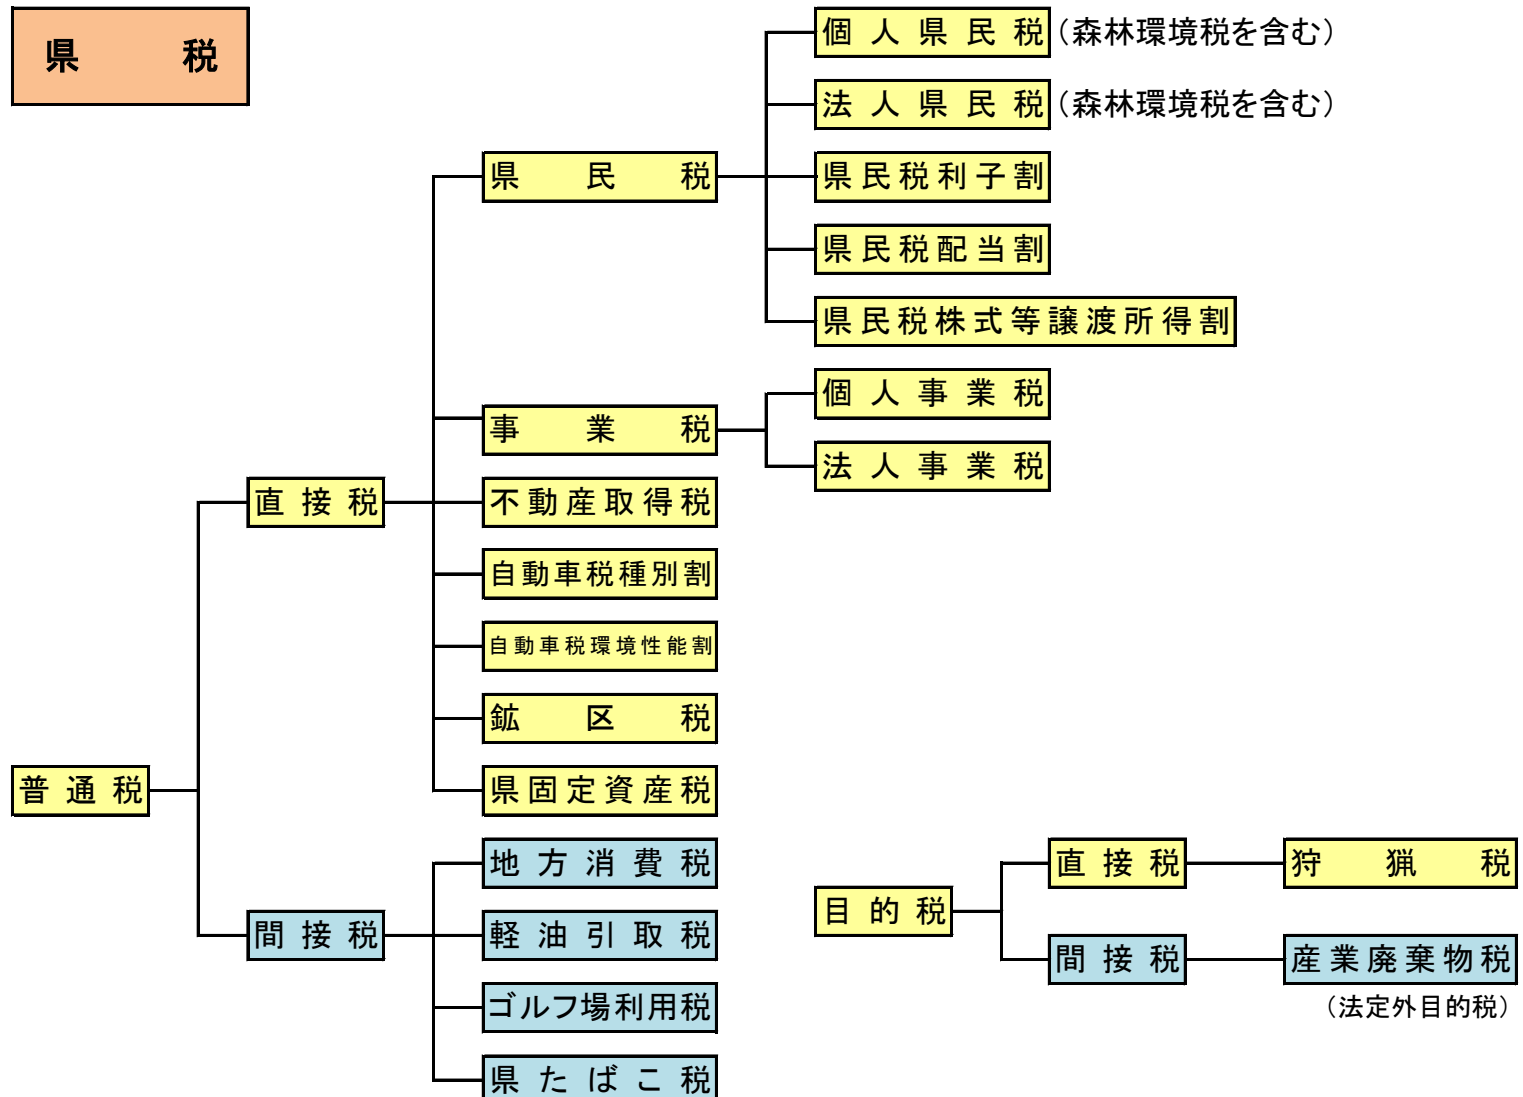 県税
個人県民税（森林環境税を含む）
法人県民税（森林環境税を含む）
県民税
県民税利子割
県民税配当割
県民税株式等譲渡所得割
個人事業税
事業税
法人事業税
直接税
不動産取得税
自動車税種別割
自動車税環境性能割
鉱区税
普通税
県固定資産税
地方消費税
間接税
軽油引取税
ゴルフ場利用税
県たばこ税
目的税
直接税
狩猟税
間接税
産業廃棄物税
（法定外目的税）